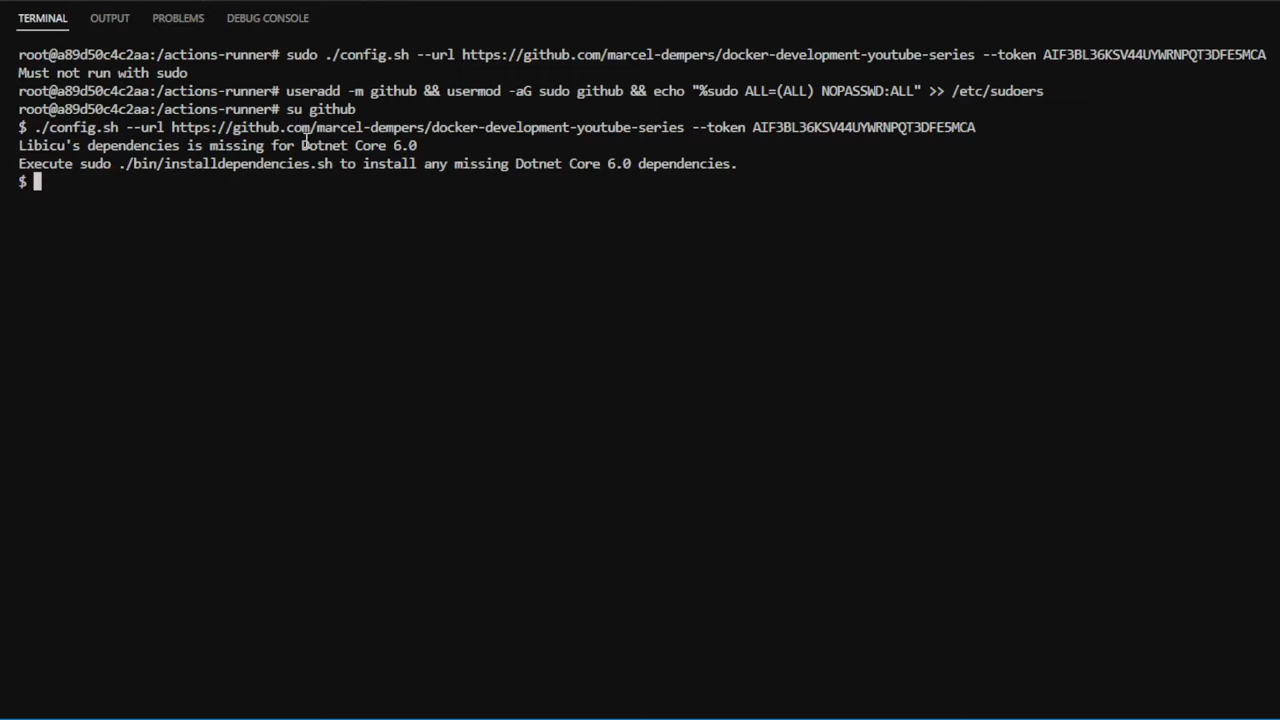 TERMINAL OUTPUT PROBLEMS DEBUG CONSOLE
root@a89d50c4c2aa:/actions-runner# sudo ./config.sh --url https://github.com/marcel-dempers/docker-development-youtube-series --token AIF3BL36KSV44UYWRNPQT3DFE5MCA
Must not run with sudo
root@a89d50c4c2aa:/actions-runner# useradd -m github && usermod -aG sudo github && echo "%sudo ALL=(ALL) NOPASSWD:ALL" >> /etc/sudoers
root@a89d50c4c2aa:/actions-runner# su github
$ ./config.sh --url https://github.com/marcel-dempers/docker-development-youtube-series --token AIF3BL36KSV44UYWRNPQT3DFE5MCA
Libicu's dependencies is missing for Dotnet Core 6.0
Execute sudo ./bin/installdependencies.sh to install any missing Dotnet Core 6.0 dependencies.
$